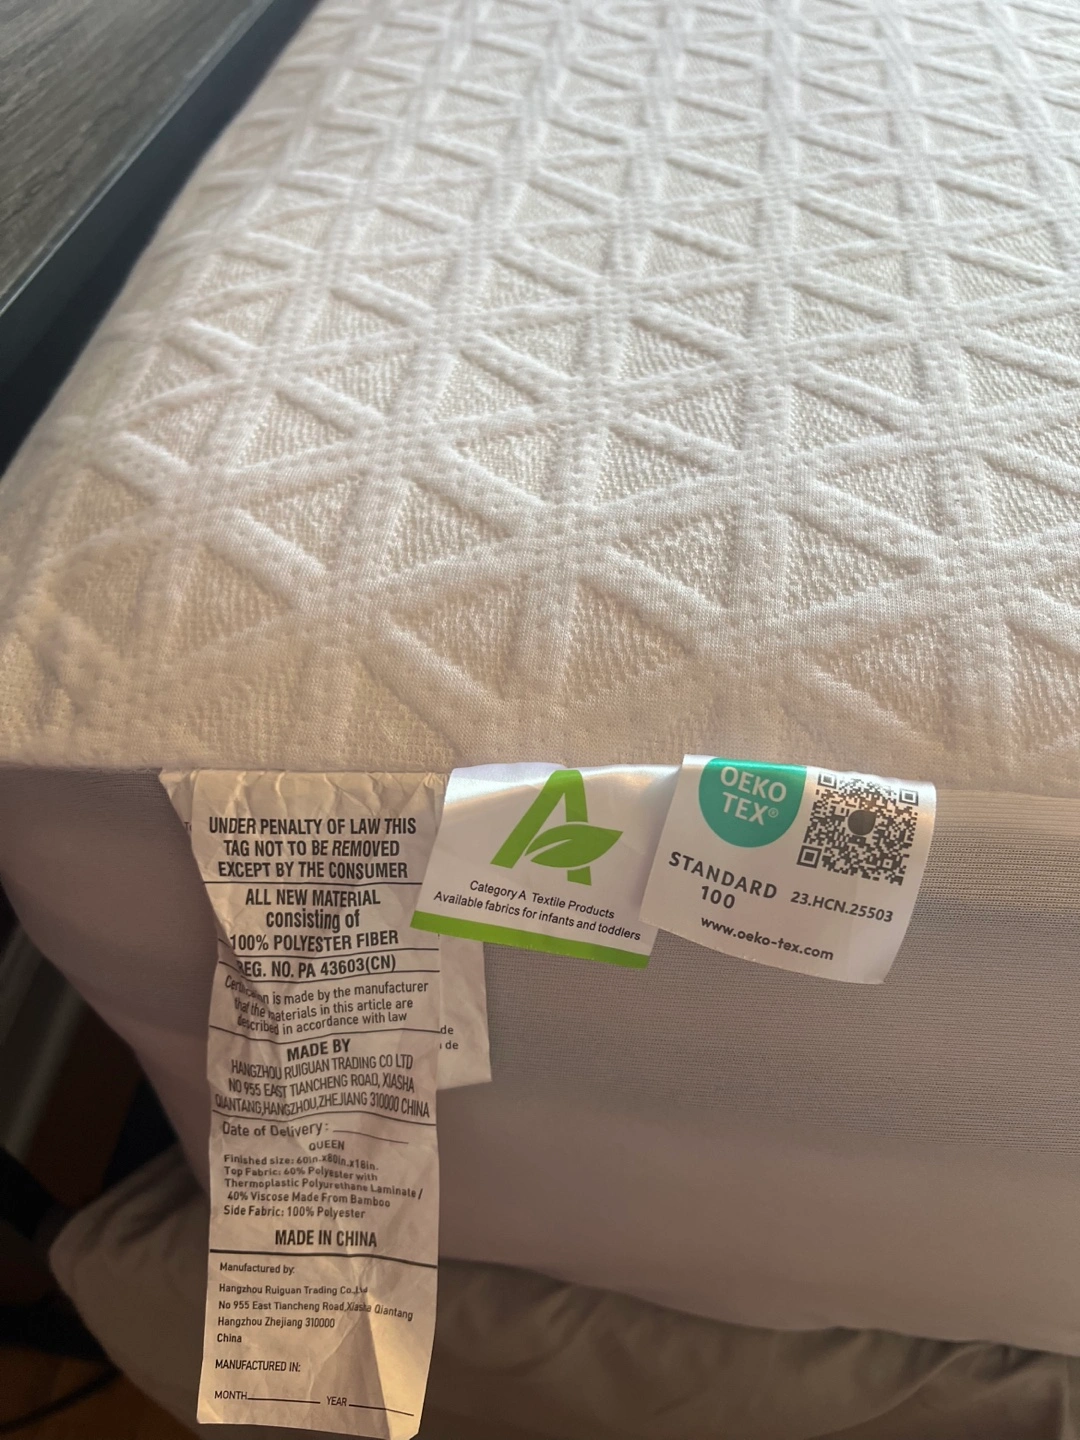 UNDER PENALTY OF LAW THIS
TAG NOT TO BE REMOVED
EXCEPT BY THE CONSUMER
ALL NEW MATERIAL
consisting of
100% POLYESTER FIBER
REG. NO. PA 43603(CN)
is made by the manufacturer
that the materials in this article are
described in accordance with law
MADE BY
HANGZHOU RUIGUAN TRADING CO LTD
NO 955 EAST TIANCHENG ROAD, XIASHA
QIANTANG,HANGZHOU,ZHEJIANG 310000 CHINA
Date of Delivery:
QUEEN
Finished size: 60in.x80in.x18in.
Top Fabric: 60% Polyester with
Thermoplastic Polyurethane Laminate/
40% Viscose Made From Bamboo
Side Fabric: 100% Polyester
MADE IN CHINA
Manufactured by:
Hangzhou Ruiguan Trading Co.,Ltd
No 955 East Tiancheng Road,Xiasha Qiantang
Hangzhou Zhejiang 310000
China
MANUFACTURED IN:
MONTH YEAR
de
de
A
Category A Textile Products
Available fabrics for infants and toddlers
OEKO
TEX®
STANDARD
100
23.HCN.25503
www.oeko-tex.com